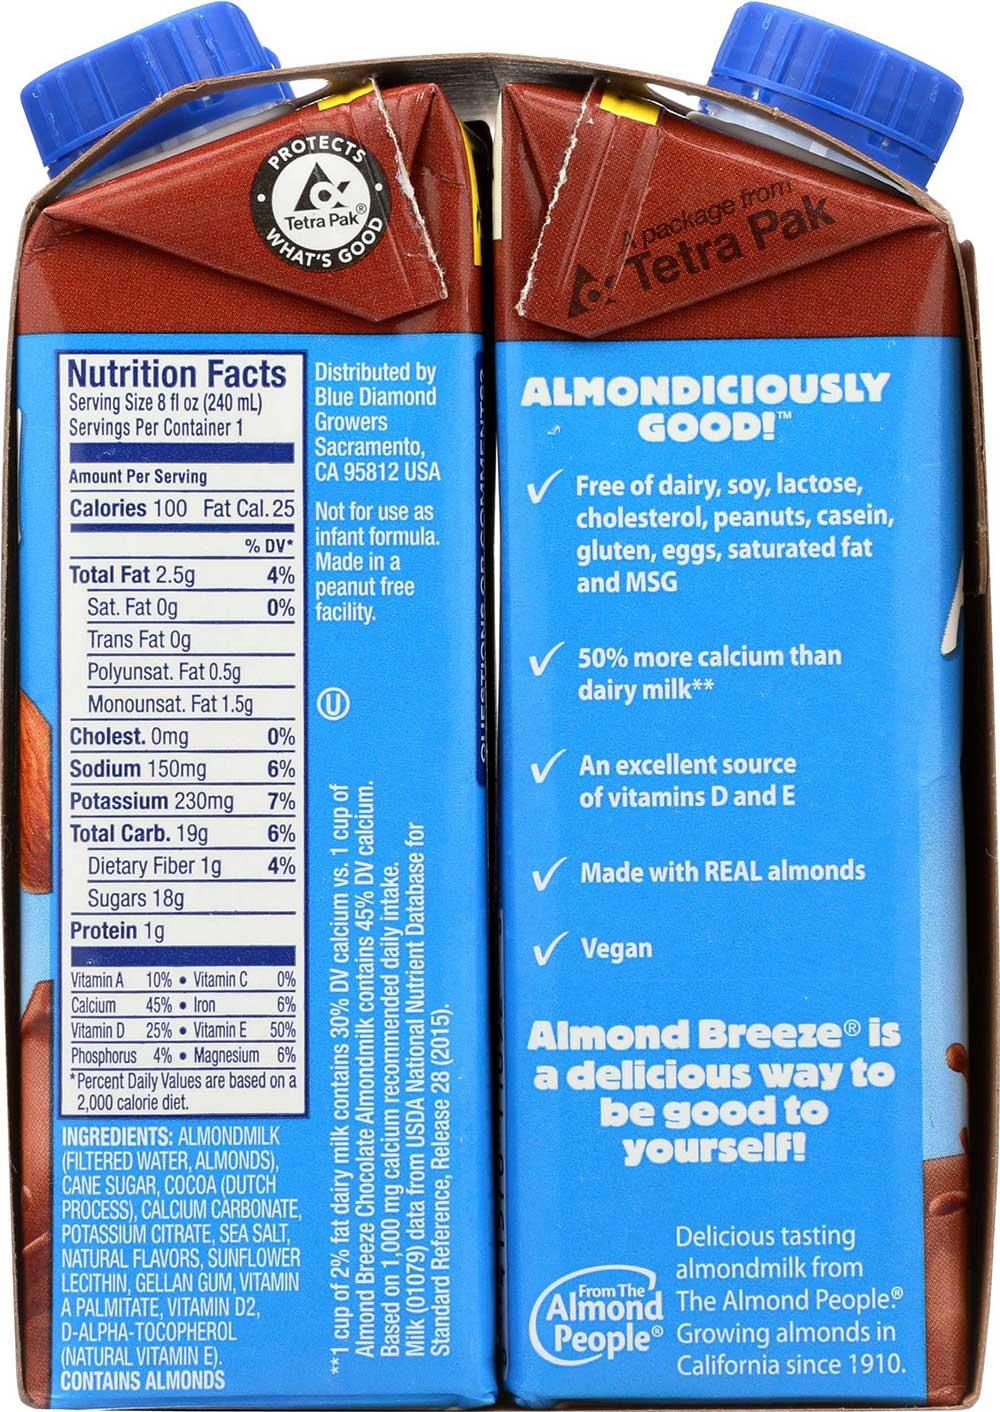 PROTECTS
Tetra Pak®
WHAT'S GOOD
Nutrition Facts
Serving Size 8 fl oz (240 mL)
Servings Per Container 1
Amount Per Serving
Calories 100 Fat Cal. 25
% DV*
Total Fat 2.5g 4%
Sat. Fat 0g 0%
Trans Fat 0g
Polyunsat. Fat 0.5g
Monounsat. Fat 1.5g
Cholest. 0mg 0%
Sodium 150mg 6%
Potassium 230mg 7%
Total Carb. 19g 6%
Dietary Fiber 1g 4%
Sugars 18g
Protein 1g
Vitamin A 10% • Vitamin C 0%
Calcium 45% • Iron 6%
Vitamin D 25% • Vitamin E 50%
Phosphorus 4% • Magnesium 6%
*Percent Daily Values are based on a
2,000 calorie diet.
INGREDIENTS: ALMONDMILK
(FILTERED WATER, ALMONDS),
CANE SUGAR, COCOA (DUTCH
PROCESS), CALCIUM CARBONATE,
POTASSIUM CITRATE, SEA SALT,
NATURAL FLAVORS, SUNFLOWER
LECITHIN, GELLAN GUM, VITAMIN
A PALMITATE, VITAMIN D2,
D-ALPHA-TOCOPHEROL
(NATURAL VITAMIN E).
CONTAINS ALMONDS
Distributed by
Blue Diamond
Growers
Sacramento,
CA 95812 USA
Not for use as
infant formula.
Made in a
peanut free
facility.
U
**1 cup of 2% fat dairy milk contains 30% DV calcium vs. 1 cup of
Almond Breeze Chocolate Almondmilk contains 45% DV calcium.
Based on 1,000 mg calcium recommended daily intake.
Milk (01079) data from USDA National Nutrient Database for
Standard Reference, Release 28 (2015).
QUESTIONS OR COMMENTS?
A package from
Tetra Pak
ALMONDICIOUSLY
GOOD!™
Free of dairy, soy, lactose,
cholesterol, peanuts, casein,
gluten, eggs, saturated fat
and MSG
50% more calcium than
dairy milk**
An excellent source
of vitamins D and E
Made with REAL almonds
Vegan
Almond Breeze® is
a delicious way to
be good to
yourself!
From The
Almond
People®
Delicious tasting
almondmilk from
The Almond People.®
Growing almonds in
California since 1910.